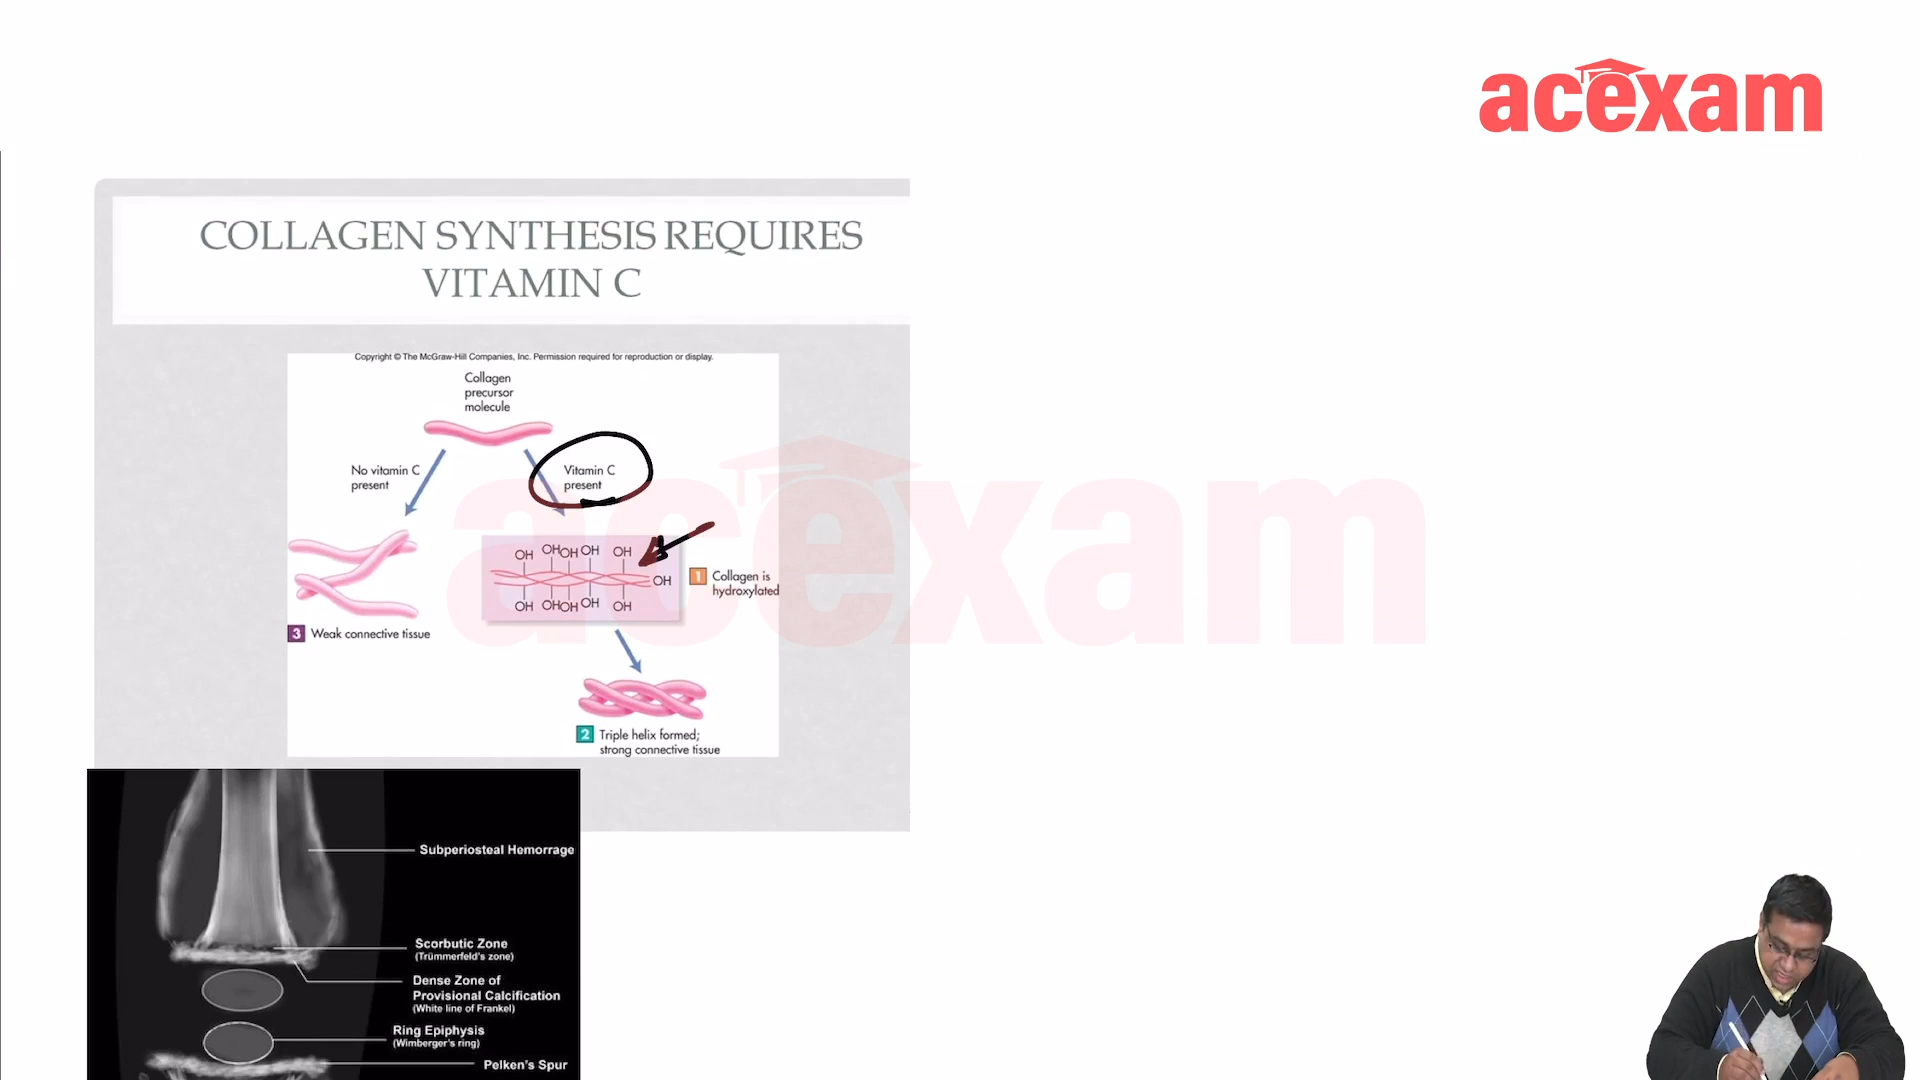 acexam
COLLAGEN SYNTHESIS REQUIRES
VITAMIN C
Copyright © The McGraw-Hill Companies, Inc. Permission required for reproduction or display.
Collagen
precursor
molecule
No vitamin C
present
Vitamin C
present
OH OH OH OH OH
OH
OH OH OH OH OH
1 Collagen is
hydroxylated
3 Weak connective tissue
2 Triple helix formed;
strong connective tissue
acexam
Subperiosteal Hemorrage
Scorbutic Zone
(Trümmerfeld's zone)
Dense Zone of
Provisional Calcification
(White line of Frankel)
Ring Epiphysis
(Wimberger's ring)
Pelken's Spur